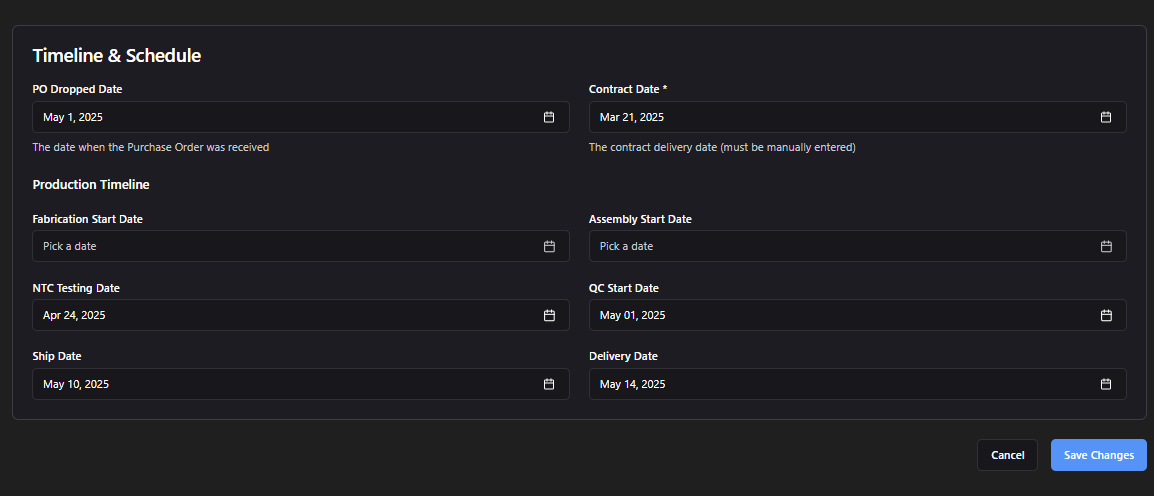 Timeline & Schedule
PO Dropped Date
Contract Date *
May 1, 2025
Mar 21, 2025
The date when the Purchase Order was received
The contract delivery date (must be manually entered)
Production Timeline
Fabrication Start Date
Assembly Start Date
Pick a date
Pick a date
NTC Testing Date
QC Start Date
Apr 24, 2025
May 01, 2025
Ship Date
Delivery Date
May 10, 2025
May 14, 2025
Cancel
Save Changes